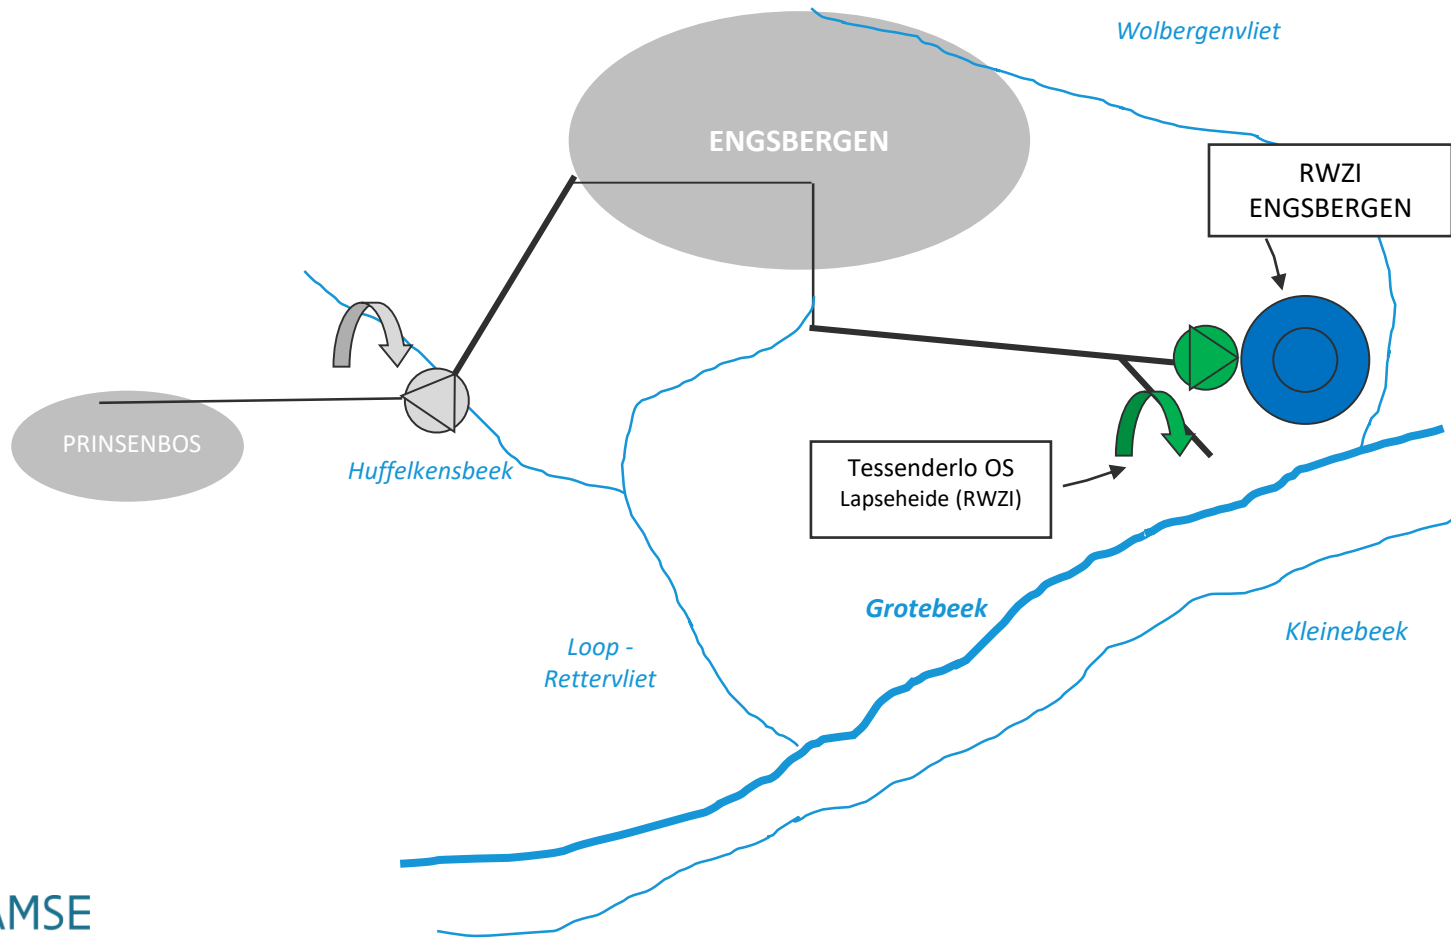 Wolbergenvliet
ENGSBERGEN
RWZI
ENGSBERGEN
PRINSENBOS
Huffelkensbeek
Tessenderlo OS
Lapseheide (RWZI)
Grotebeek
Kleinebeek
Loop -
Rettervliet
AMSE